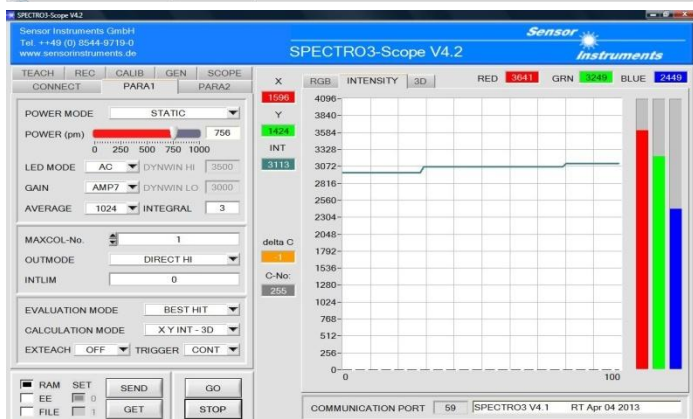 SPECTRO3-Scope V4.2
Sensor Instruments GmbH
Tel. ++49 (0) 8544-9719-0
www.sensorinstruments.de
SPECTRO3-Scope V4.2
Sensor
Instruments
TEACH REC CALIB GEN SCOPE
CONNECT PARA1 PARA2
POWER MODE STATIC
POWER (pm) 756
0 250 500 750 1000
LED MODE AC DYNWIN HI 3500
GAIN AMP7 DYNWIN LO 3000
AVERAGE 1024 INTEGRAL 3
MAXCOL-No. 1
OUTMODE DIRECT HI
INTLIM 0
EVALUATION MODE BEST HIT
CALCULATION MODE X Y INT - 3D
EXTEACH OFF TRIGGER CONT
RAM SET SEND GO
EE 0
FILE 1 GET STOP
X
1596
Y
1424
INT
3113
delta C
-1
C-No:
255
RGB INTENSITY 3D RED 3641 GRN 3249 BLUE 2449
4096
3840
3584
3328
3072
2816
2560
2304
2048
1792
1536
1280
1024
768
512
256
0
0 100
COMMUNICATION PORT 59 SPECTRO3 V4.1 RT Apr 04 2013